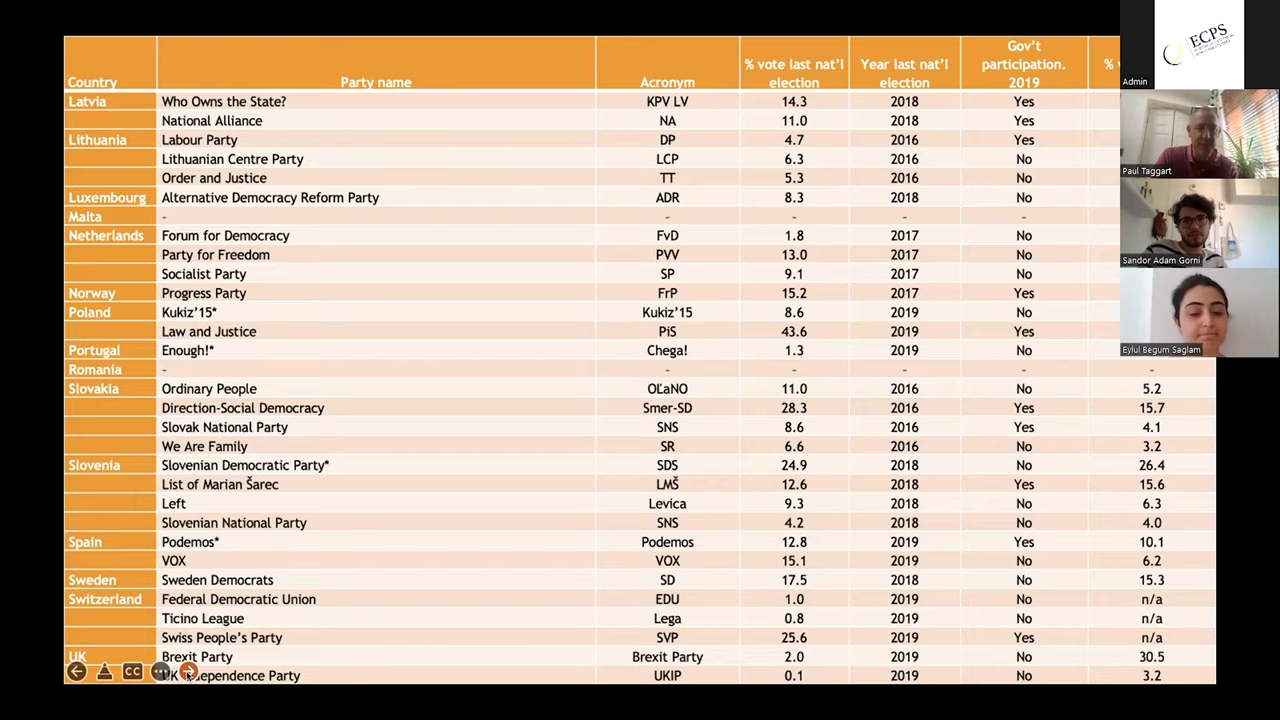 Country Party name Acronym % vote last nat'l election Year last nat'l election Gov't participation. 2019 % v
Latvia Who Owns the State? KPV LV 14.3 2018 Yes
National Alliance NA 11.0 2018 Yes
Lithuania Labour Party DP 4.7 2016 Yes
Lithuanian Centre Party LCP 6.3 2016 No
Order and Justice TT 5.3 2016 No
Luxembourg Alternative Democracy Reform Party ADR 8.3 2018 No
Malta - - - - -
Netherlands Forum for Democracy FvD 1.8 2017 No
Party for Freedom PVV 13.0 2017 No
Socialist Party SP 9.1 2017 No
Norway Progress Party FrP 15.2 2017 Yes
Poland Kukiz'15* Kukiz'15 8.6 2019 No
Law and Justice PiS 43.6 2019 Yes
Portugal Enough!* Chega! 1.3 2019 No
Romania - - - - - -
Slovakia Ordinary People OĽaNO 11.0 2016 No 5.2
Direction-Social Democracy Smer-SD 28.3 2016 Yes 15.7
Slovak National Party SNS 8.6 2016 Yes 4.1
We Are Family SR 6.6 2016 No 3.2
Slovenia Slovenian Democratic Party* SDS 24.9 2018 No 26.4
List of Marian Šarec LMŠ 12.6 2018 Yes 15.6
Left Levica 9.3 2018 No 6.3
Slovenian National Party SNS 4.2 2018 No 4.0
Spain Podemos* Podemos 12.8 2019 Yes 10.1
VOX VOX 15.1 2019 No 6.2
Sweden Sweden Democrats SD 17.5 2018 No 15.3
Switzerland Federal Democratic Union EDU 1.0 2019 No n/a
Ticino League Lega 0.8 2019 No n/a
Swiss People's Party SVP 25.6 2019 Yes n/a
UK Brexit Party Brexit Party 2.0 2019 No 30.5
Party UKIP 0.1 2019 No 3.2
CC
ECPS
Admin
Paul Taggart
Sandor Adam Gorni
Eylul Begum Saglam